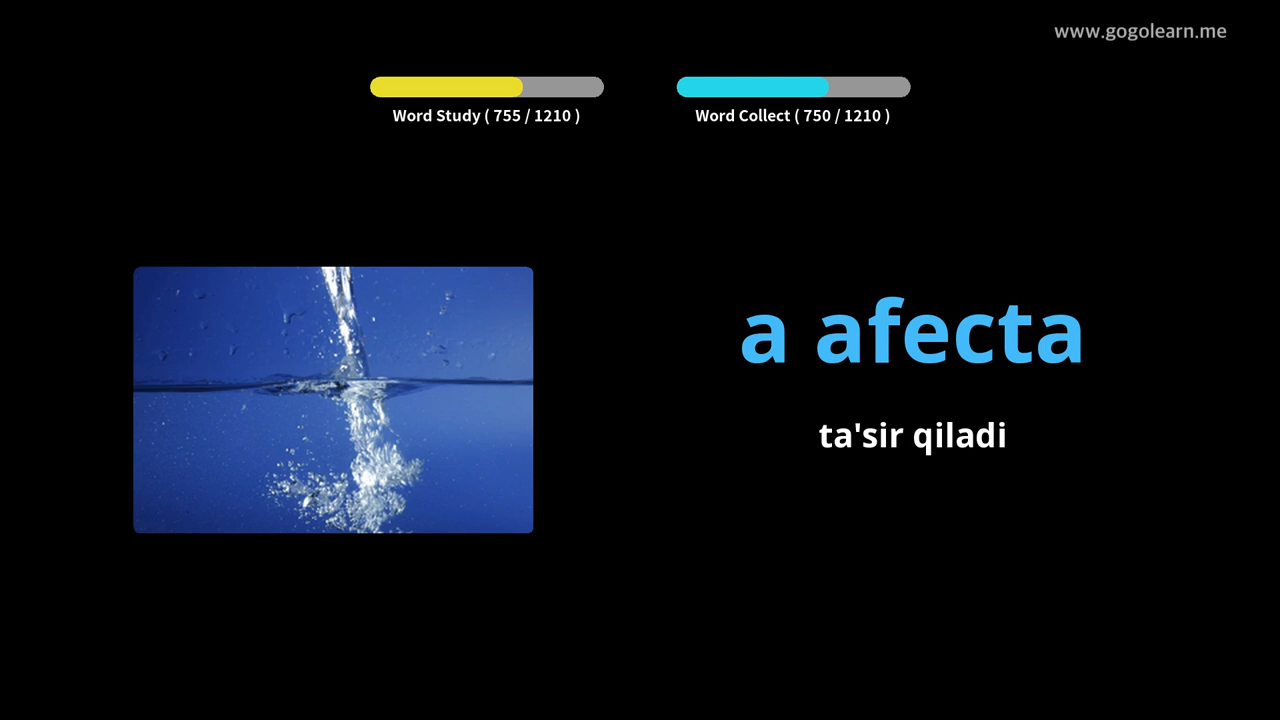 www.gogolearn.me
Word Study ( 755 / 1210 )
Word Collect ( 750 / 1210 )
a afecta
ta'sir qiladi